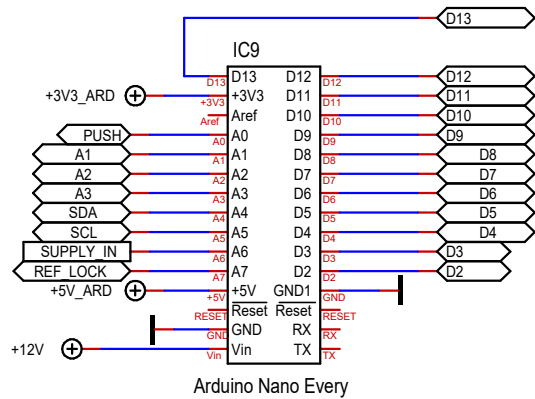 D13
IC9
D13 D13 D12 D12 D12
+3V3_ARD +3V3 +3V3 D11 D11 D11
Aref Aref D10 D10 D10
PUSH A0 A0 D9 D9 D9
A1 A1 A1 D8 D8 D8
A2 A2 A2 D7 D7 D7
A3 A3 A3 D6 D6 D6
SDA A4 A4 D5 D5 D5
SCL A5 A5 D4 D4 D4
SUPPLY_IN A6 A6 D3 D3 D3
REF_LOCK A7 A7 D2 D2 D2
+5V_ARD +5V +5V GND1 GND
RESET Reset Reset RESET
GND GND RX RX
+12V Vin Vin TX TX
Arduino Nano Every